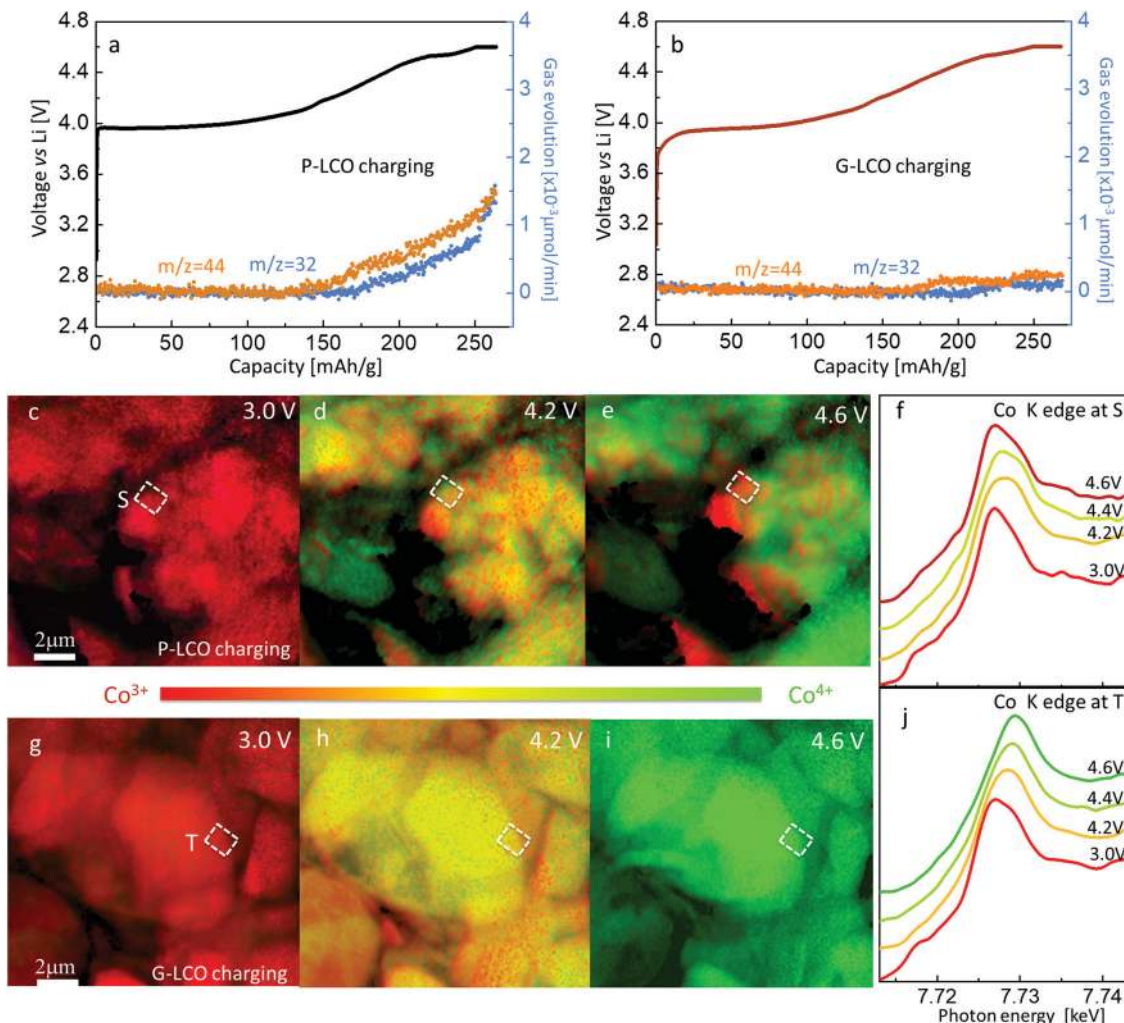 a
P-LCO charging
m/z=44 m/z=32
4.8
4.4
4.0
3.6
3.2
2.8
2.4
Voltage vs Li [V]
4
3
2
1
0
Gas evolution [x10⁻³ μmol/min]
0 50 100 150 200 250
Capacity [mAh/g]
b
G-LCO charging
m/z=44 m/z=32
4.8
4.4
4.0
3.6
3.2
2.8
2.4
Voltage vs Li [V]
4
3
2
1
0
Gas evolution [x10⁻³ μmol/min]
0 50 100 150 200 250
Capacity [mAh/g]
c 3.0 V
S
2μm
P-LCO charging
d 4.2 V
e 4.6 V
f Co K edge at S
4.6V
4.4V
4.2V
3.0V
Co³⁺ Co⁴⁺
g 3.0 V
T
2μm
G-LCO charging
h 4.2 V
i 4.6 V
j Co K edge at T
4.6V
4.4V
4.2V
3.0V
7.72 7.73 7.74
Photon energy [keV]